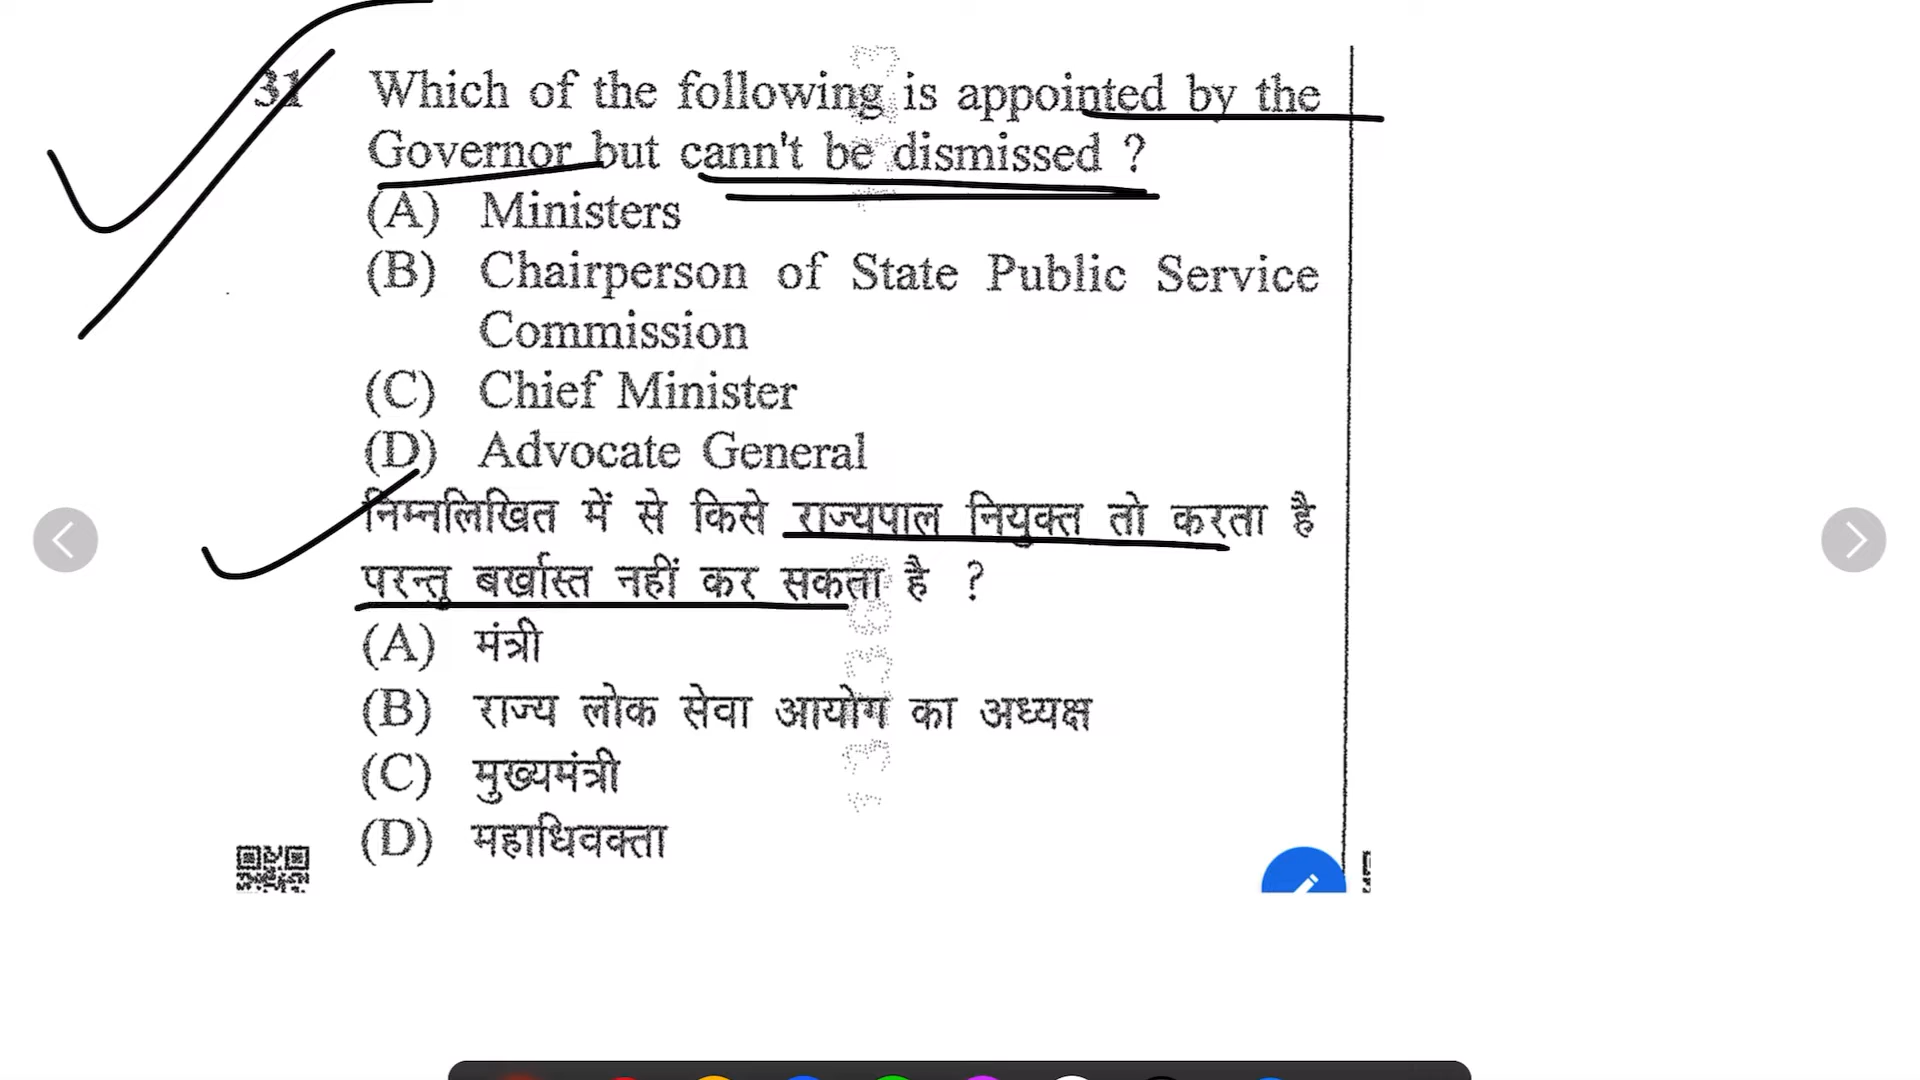 31 Which of the following is appointed by the
Governor but cann't be dismissed ?
(A) Ministers
(B) Chairperson of State Public Service
Commission
(C) Chief Minister
(D) Advocate General
निम्नलिखित में से किसे राज्यपाल नियुक्त तो करता है
परन्तु बर्खास्त नहीं कर सकता है ?
(A) मंत्री
(B) राज्य लोक सेवा आयोग का अध्यक्ष
(C) मुख्यमंत्री
(D) महाधिवक्ता